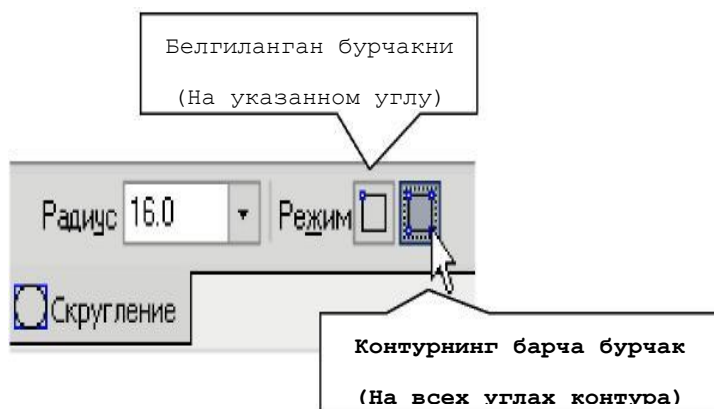 Белгиланган бурчакни
(На указанном углу)
Радиус 16.0 Режим
Скругление
Контурнинг барча бурчак
(На всех углах контура)